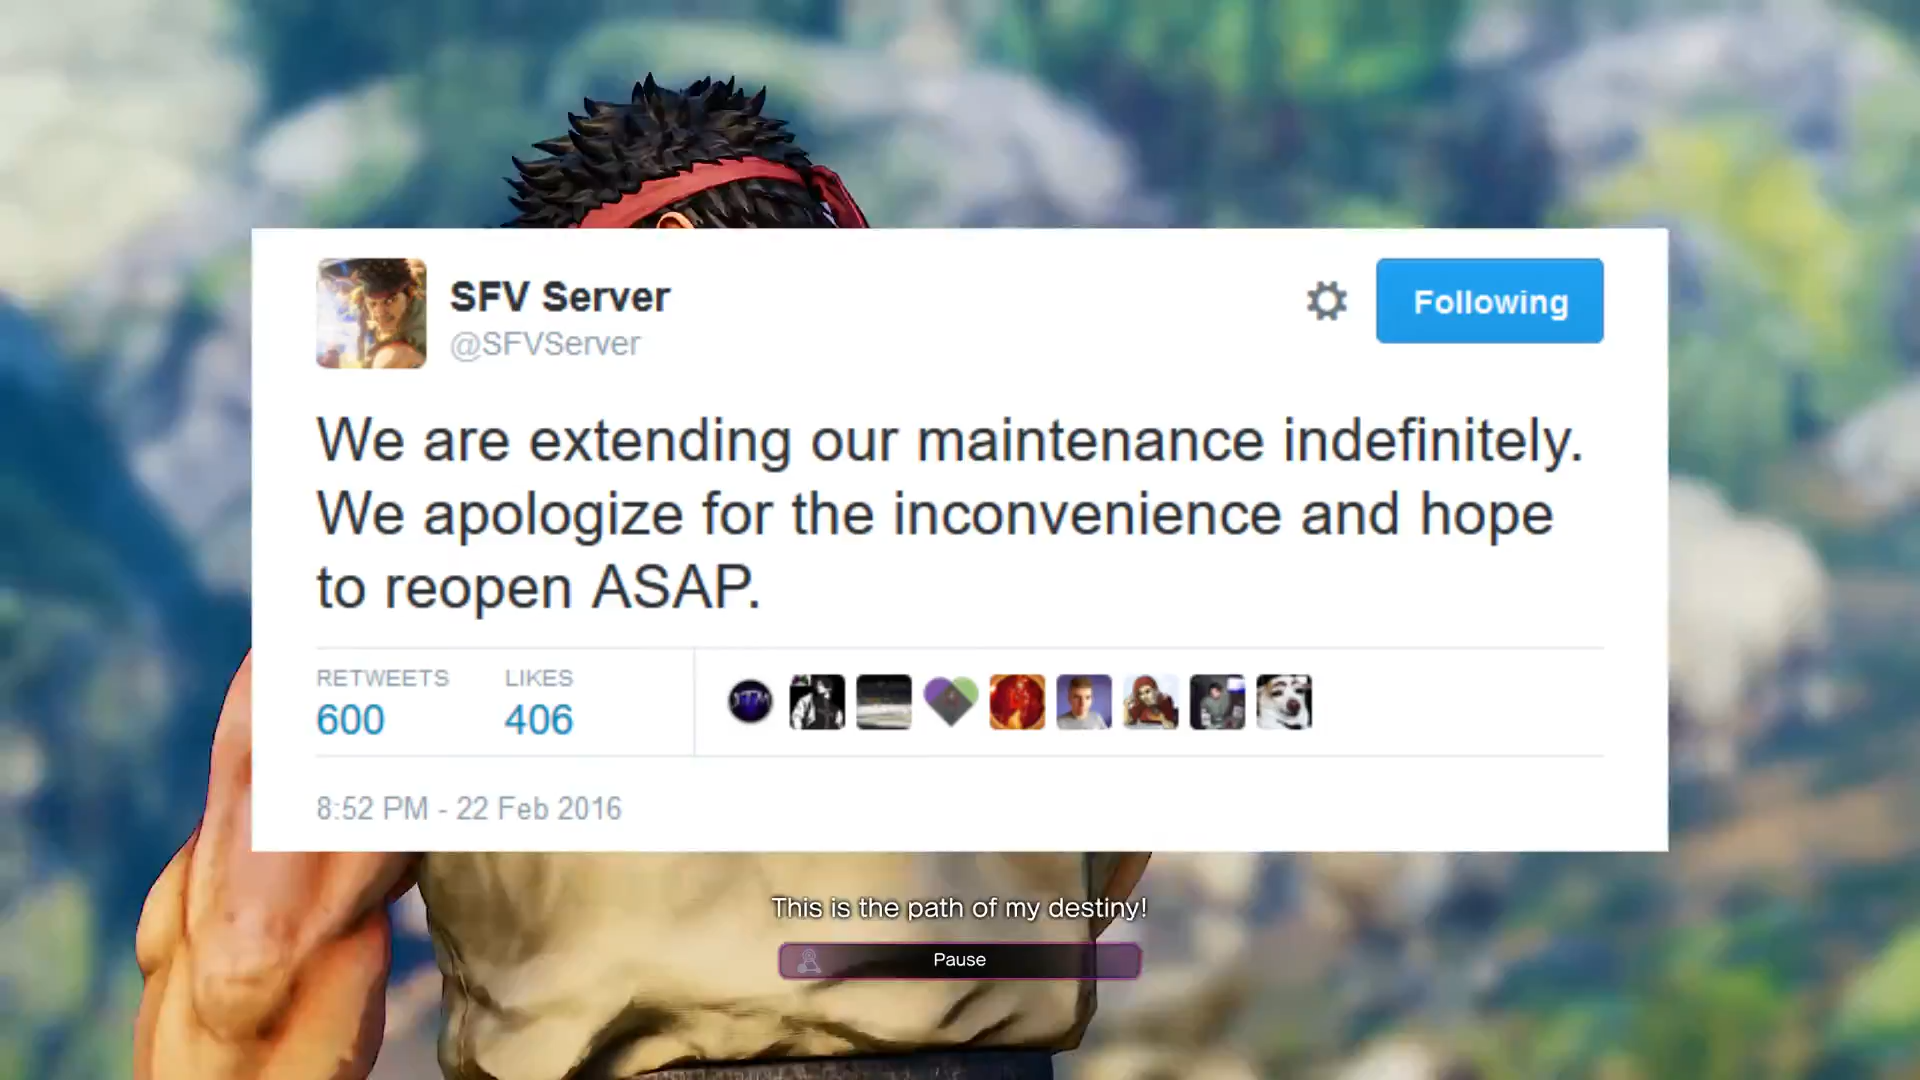 SFV Server
@SFVServer
Following
We are extending our maintenance indefinitely.
We apologize for the inconvenience and hope
to reopen ASAP.
RETWEETS
600
LIKES
406
8:52 PM - 22 Feb 2016
This is the path of my destiny!
Pause